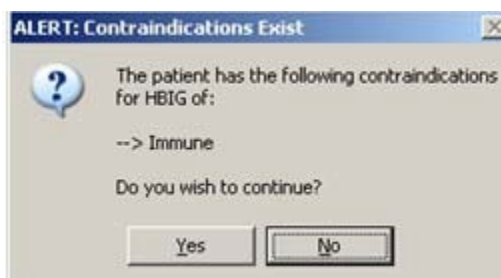 ALERT: Contraindications Exist
The patient has the following contraindications
for HBIG of:
--> Immune
Do you wish to continue?
Yes
No